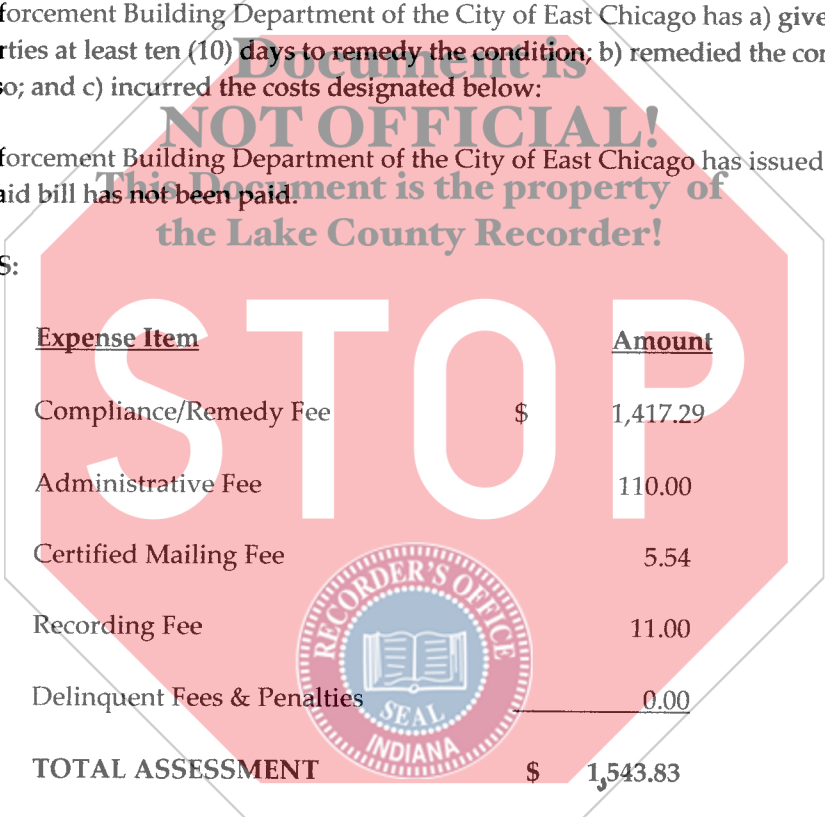 forcement Building Department of the City of East Chicago has a) give
Document is
rties at least ten (10) days to remedy the condition; b) remedied the con
so; and c) incurred the costs designated below:
NOT OFFICIAL!
forcement Building Department of the City of East Chicago has issued
This Document is the property of
aid bill has not been paid.
the Lake County Recorder!
S:
STOP
Expense Item Amount
Compliance/Remedy Fee $ 1,417.29
Administrative Fee 110.00
Certified Mailing Fee 5.54
RECORDER'S OFFICE
Recording Fee 11.00
Delinquent Fees & Penalties 0.00
SEAL
INDIANA
TOTAL ASSESSMENT $ 1,543.83